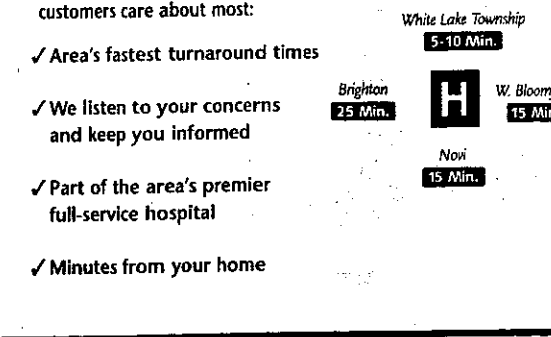 customers care about most:
✓ Area's fastest turnaround times
✓ We listen to your concerns
and keep you informed
✓ Part of the area's premier
full-service hospital
✓ Minutes from your home
White Lake Township
5-10 Min.
Brighton
25 Min.
H
W. Bloom
15 Min
Novi
15 Min.